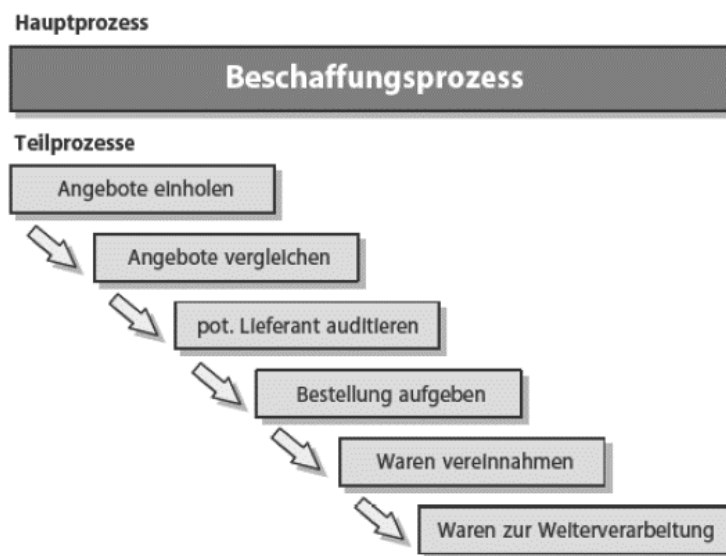 Hauptprozess
Beschaffungsprozess
Teilprozesse
Angebote einholen
Angebote vergleichen
pot. Lieferant auditieren
Bestellung aufgeben
Waren vereinnahmen
Waren zur Weiterverarbeitung